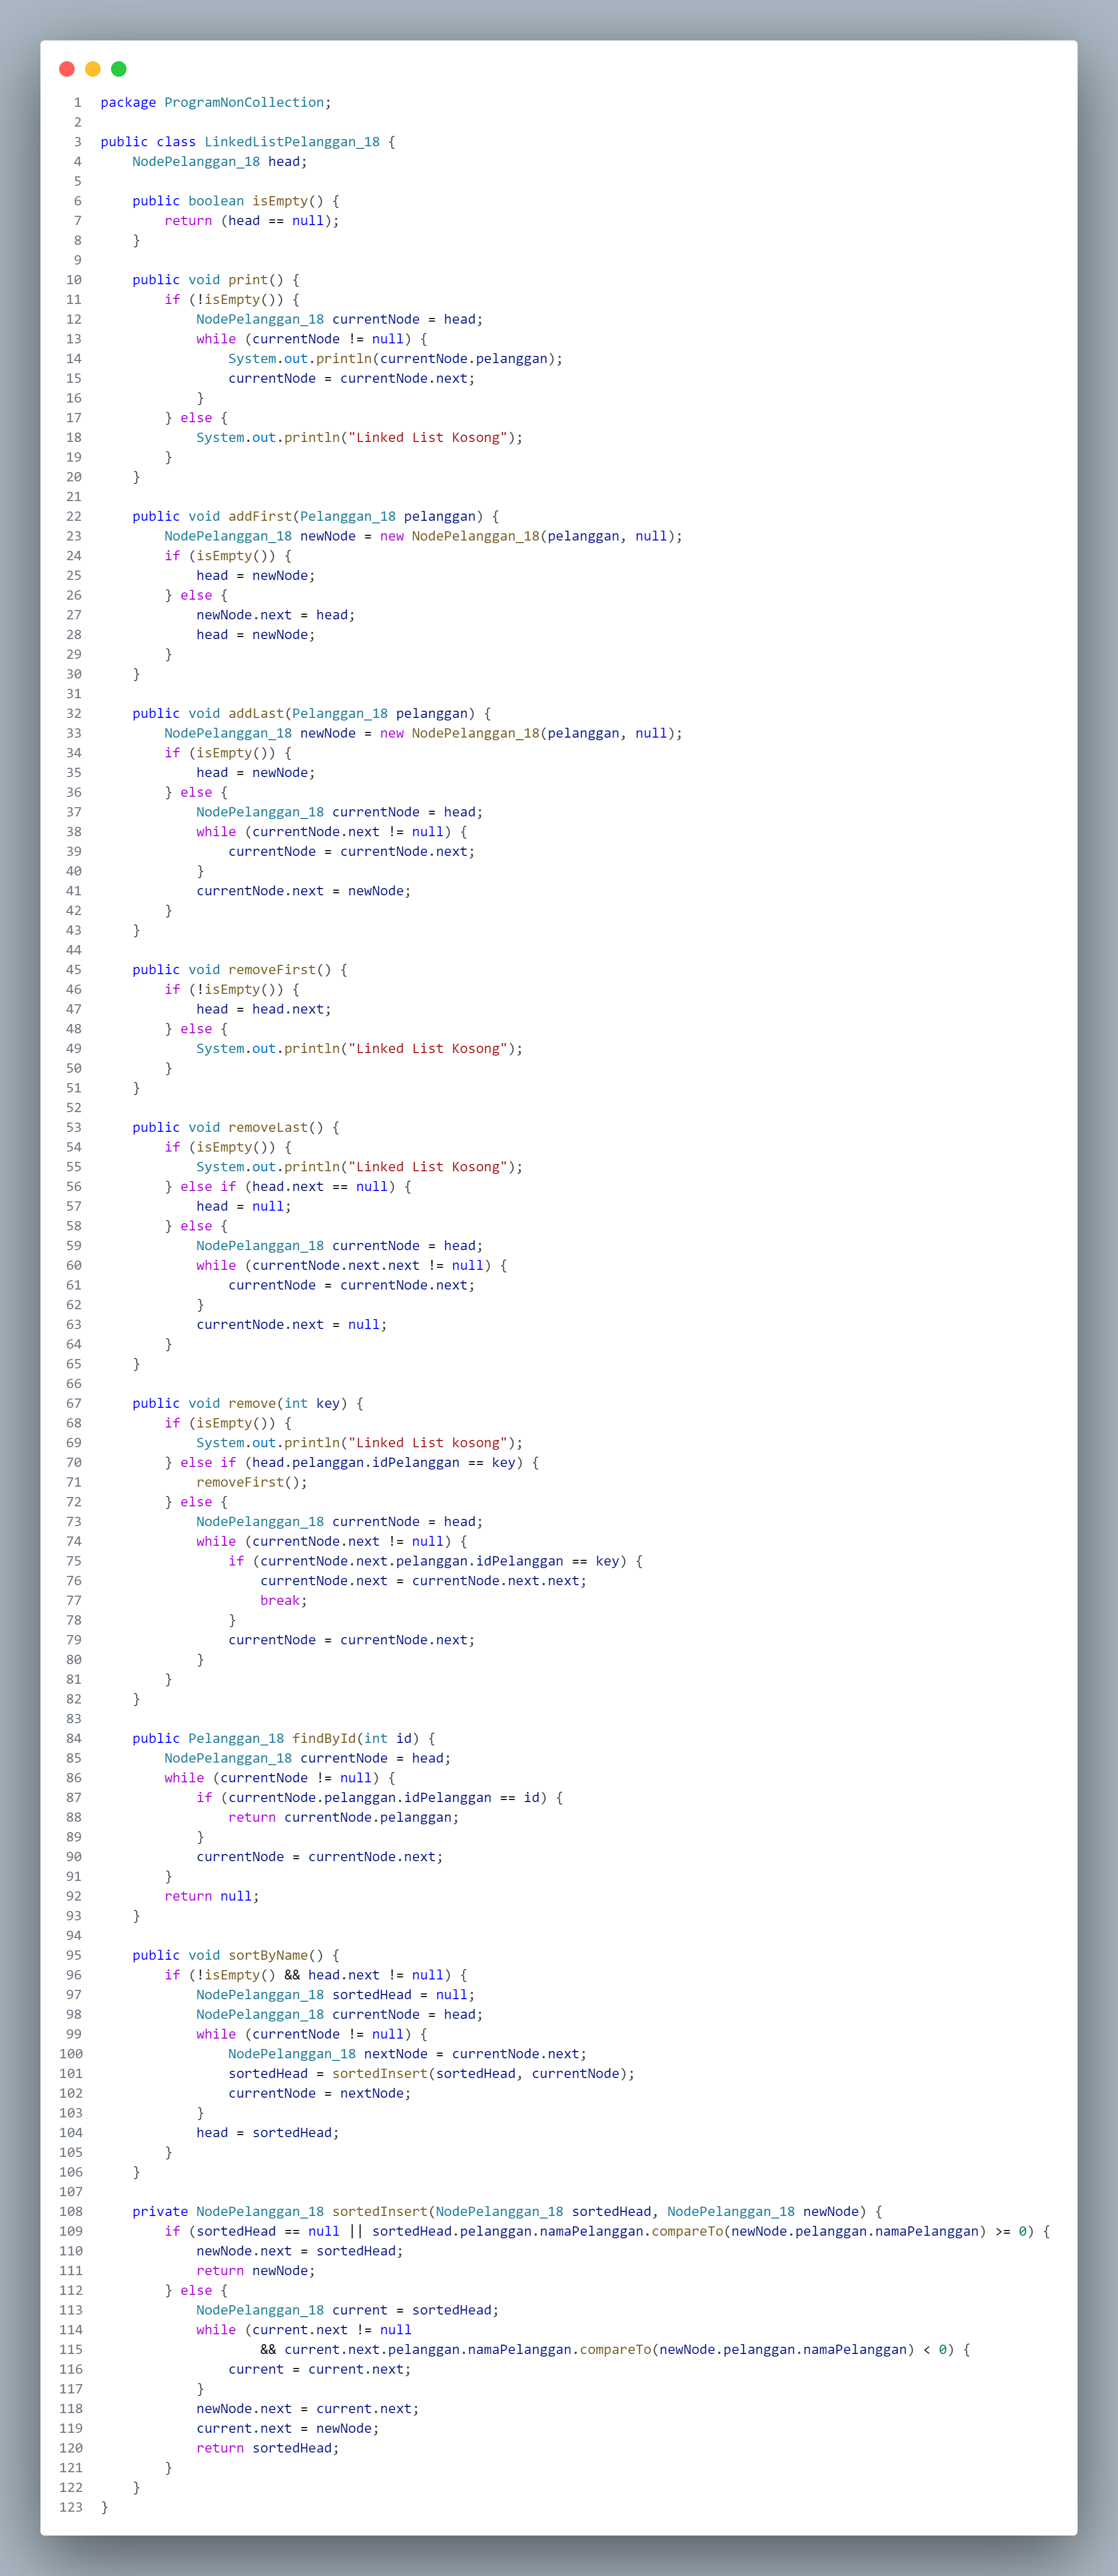 1 package ProgramNonCollection;
2
3 public class LinkedListPelanggan_18 {
4     NodePelanggan_18 head;
5
6     public boolean isEmpty() {
7         return (head == null);
8     }
9
10     public void print() {
11         if (!isEmpty()) {
12             NodePelanggan_18 currentNode = head;
13             while (currentNode != null) {
14                 System.out.println(currentNode.pelanggan);
15                 currentNode = currentNode.next;
16             }
17         } else {
18             System.out.println("Linked List Kosong");
19         }
20     }
21
22     public void addFirst(Pelanggan_18 pelanggan) {
23         NodePelanggan_18 newNode = new NodePelanggan_18(pelanggan, null);
24         if (isEmpty()) {
25             head = newNode;
26         } else {
27             newNode.next = head;
28             head = newNode;
29         }
30     }
31
32     public void addLast(Pelanggan_18 pelanggan) {
33         NodePelanggan_18 newNode = new NodePelanggan_18(pelanggan, null);
34         if (isEmpty()) {
35             head = newNode;
36         } else {
37             NodePelanggan_18 currentNode = head;
38             while (currentNode.next != null) {
39                 currentNode = currentNode.next;
40             }
41             currentNode.next = newNode;
42         }
43     }
44
45     public void removeFirst() {
46         if (!isEmpty()) {
47             head = head.next;
48         } else {
49             System.out.println("Linked List Kosong");
50         }
51     }
52
53     public void removeLast() {
54         if (isEmpty()) {
55             System.out.println("Linked List Kosong");
56         } else if (head.next == null) {
57             head = null;
58         } else {
59             NodePelanggan_18 currentNode = head;
60             while (currentNode.next.next != null) {
61                 currentNode = currentNode.next;
62             }
63             currentNode.next = null;
64         }
65     }
66
67     public void remove(int key) {
68         if (isEmpty()) {
69             System.out.println("Linked List kosong");
70         } else if (head.pelanggan.idPelanggan == key) {
71             removeFirst();
72         } else {
73             NodePelanggan_18 currentNode = head;
74             while (currentNode.next != null) {
75                 if (currentNode.next.pelanggan.idPelanggan == key) {
76                     currentNode.next = currentNode.next.next;
77                     break;
78                 }
79                 currentNode = currentNode.next;
80             }
81         }
82     }
83
84     public Pelanggan_18 findById(int id) {
85         NodePelanggan_18 currentNode = head;
86         while (currentNode != null) {
87             if (currentNode.pelanggan.idPelanggan == id) {
88                 return currentNode.pelanggan;
89             }
90             currentNode = currentNode.next;
91         }
92         return null;
93     }
94
95     public void sortByName() {
96         if (!isEmpty() && head.next != null) {
97             NodePelanggan_18 sortedHead = null;
98             NodePelanggan_18 currentNode = head;
99             while (currentNode != null) {
100                 NodePelanggan_18 nextNode = currentNode.next;
101                 sortedHead = sortedInsert(sortedHead, currentNode);
102                 currentNode = nextNode;
103             }
104             head = sortedHead;
105         }
106     }
107
108     private NodePelanggan_18 sortedInsert(NodePelanggan_18 sortedHead, NodePelanggan_18 newNode) {
109         if (sortedHead == null || sortedHead.pelanggan.namaPelanggan.compareTo(newNode.pelanggan.namaPelanggan) >= 0) {
110             newNode.next = sortedHead;
111             return newNode;
112         } else {
113             NodePelanggan_18 current = sortedHead;
114             while (current.next != null
115                     && current.next.pelanggan.namaPelanggan.compareTo(newNode.pelanggan.namaPelanggan) < 0) {
116                 current = current.next;
117             }
118             newNode.next = current.next;
119             current.next = newNode;
120             return sortedHead;
121         }
122     }
123 }